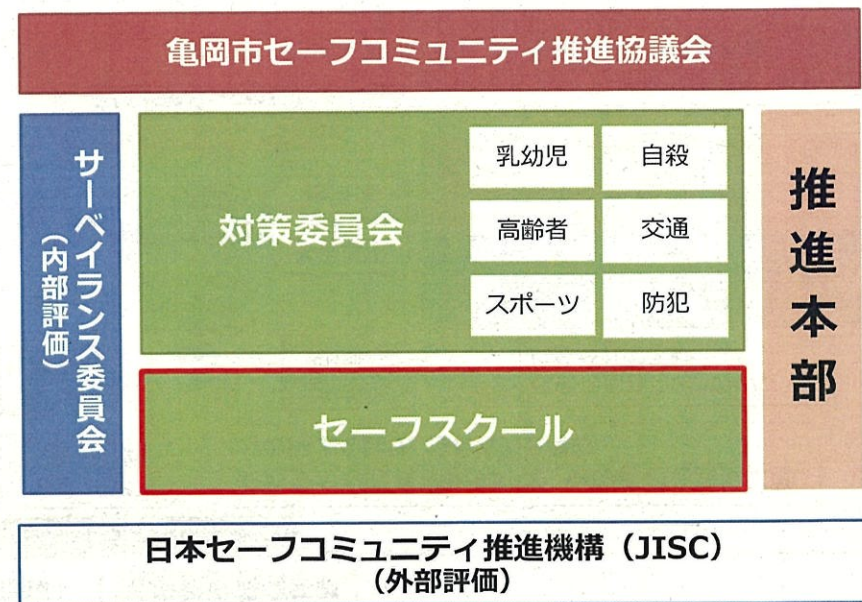 亀岡市セーフコミュニティ推進協議会
サーベイランス委員会
（内部評価）
対策委員会
乳幼児
自殺
高齢者
交通
スポーツ
防犯
推進本部
セーフスクール
日本セーフコミュニティ推進機構（JISC）
（外部評価）